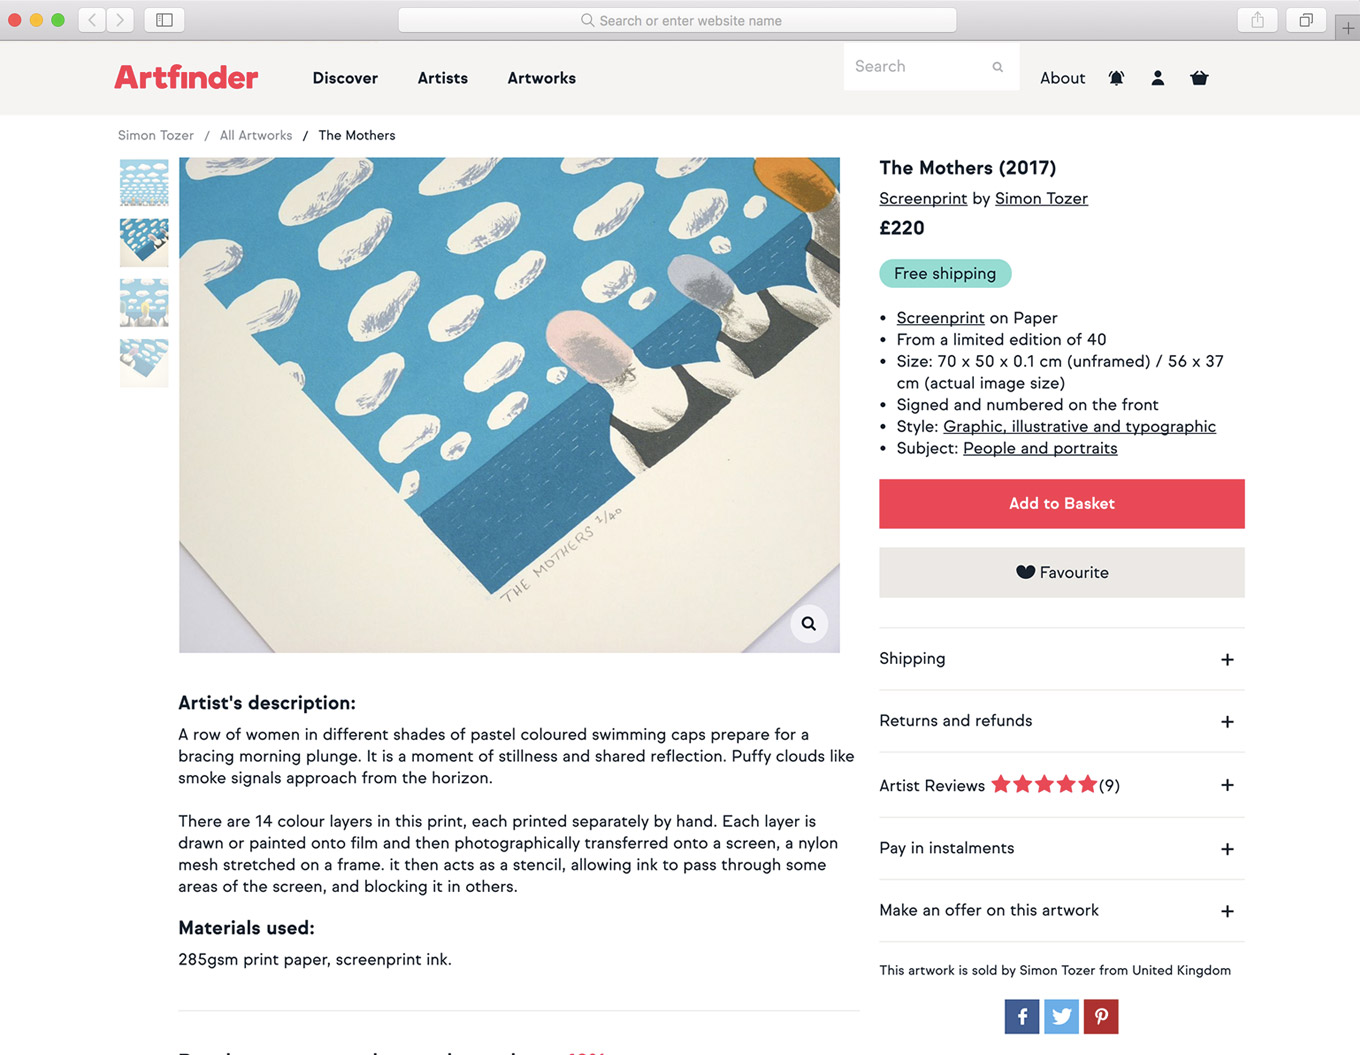 Search or enter website name
Artfinder
Discover
Artists
Artworks
Search
About
Simon Tozer / All Artworks / The Mothers
THE MOTHERS 1/40
The Mothers (2017)
Screenprint by Simon Tozer
£220
Free shipping
• Screenprint on Paper
• From a limited edition of 40
• Size: 70 x 50 x 0.1 cm (unframed) / 56 x 37
cm (actual image size)
• Signed and numbered on the front
• Style: Graphic, illustrative and typographic
• Subject: People and portraits
Add to Basket
Favourite
Shipping +
Returns and refunds +
Artist Reviews ★★★★★(9) +
Pay in instalments +
Make an offer on this artwork +
This artwork is sold by Simon Tozer from United Kingdom
Artist's description:
A row of women in different shades of pastel coloured swimming caps prepare for a
bracing morning plunge. It is a moment of stillness and shared reflection. Puffy clouds like
smoke signals approach from the horizon.
There are 14 colour layers in this print, each printed separately by hand. Each layer is
drawn or painted onto film and then photographically transferred onto a screen, a nylon
mesh stretched on a frame. it then acts as a stencil, allowing ink to pass through some
areas of the screen, and blocking it in others.
Materials used:
285gsm print paper, screenprint ink.